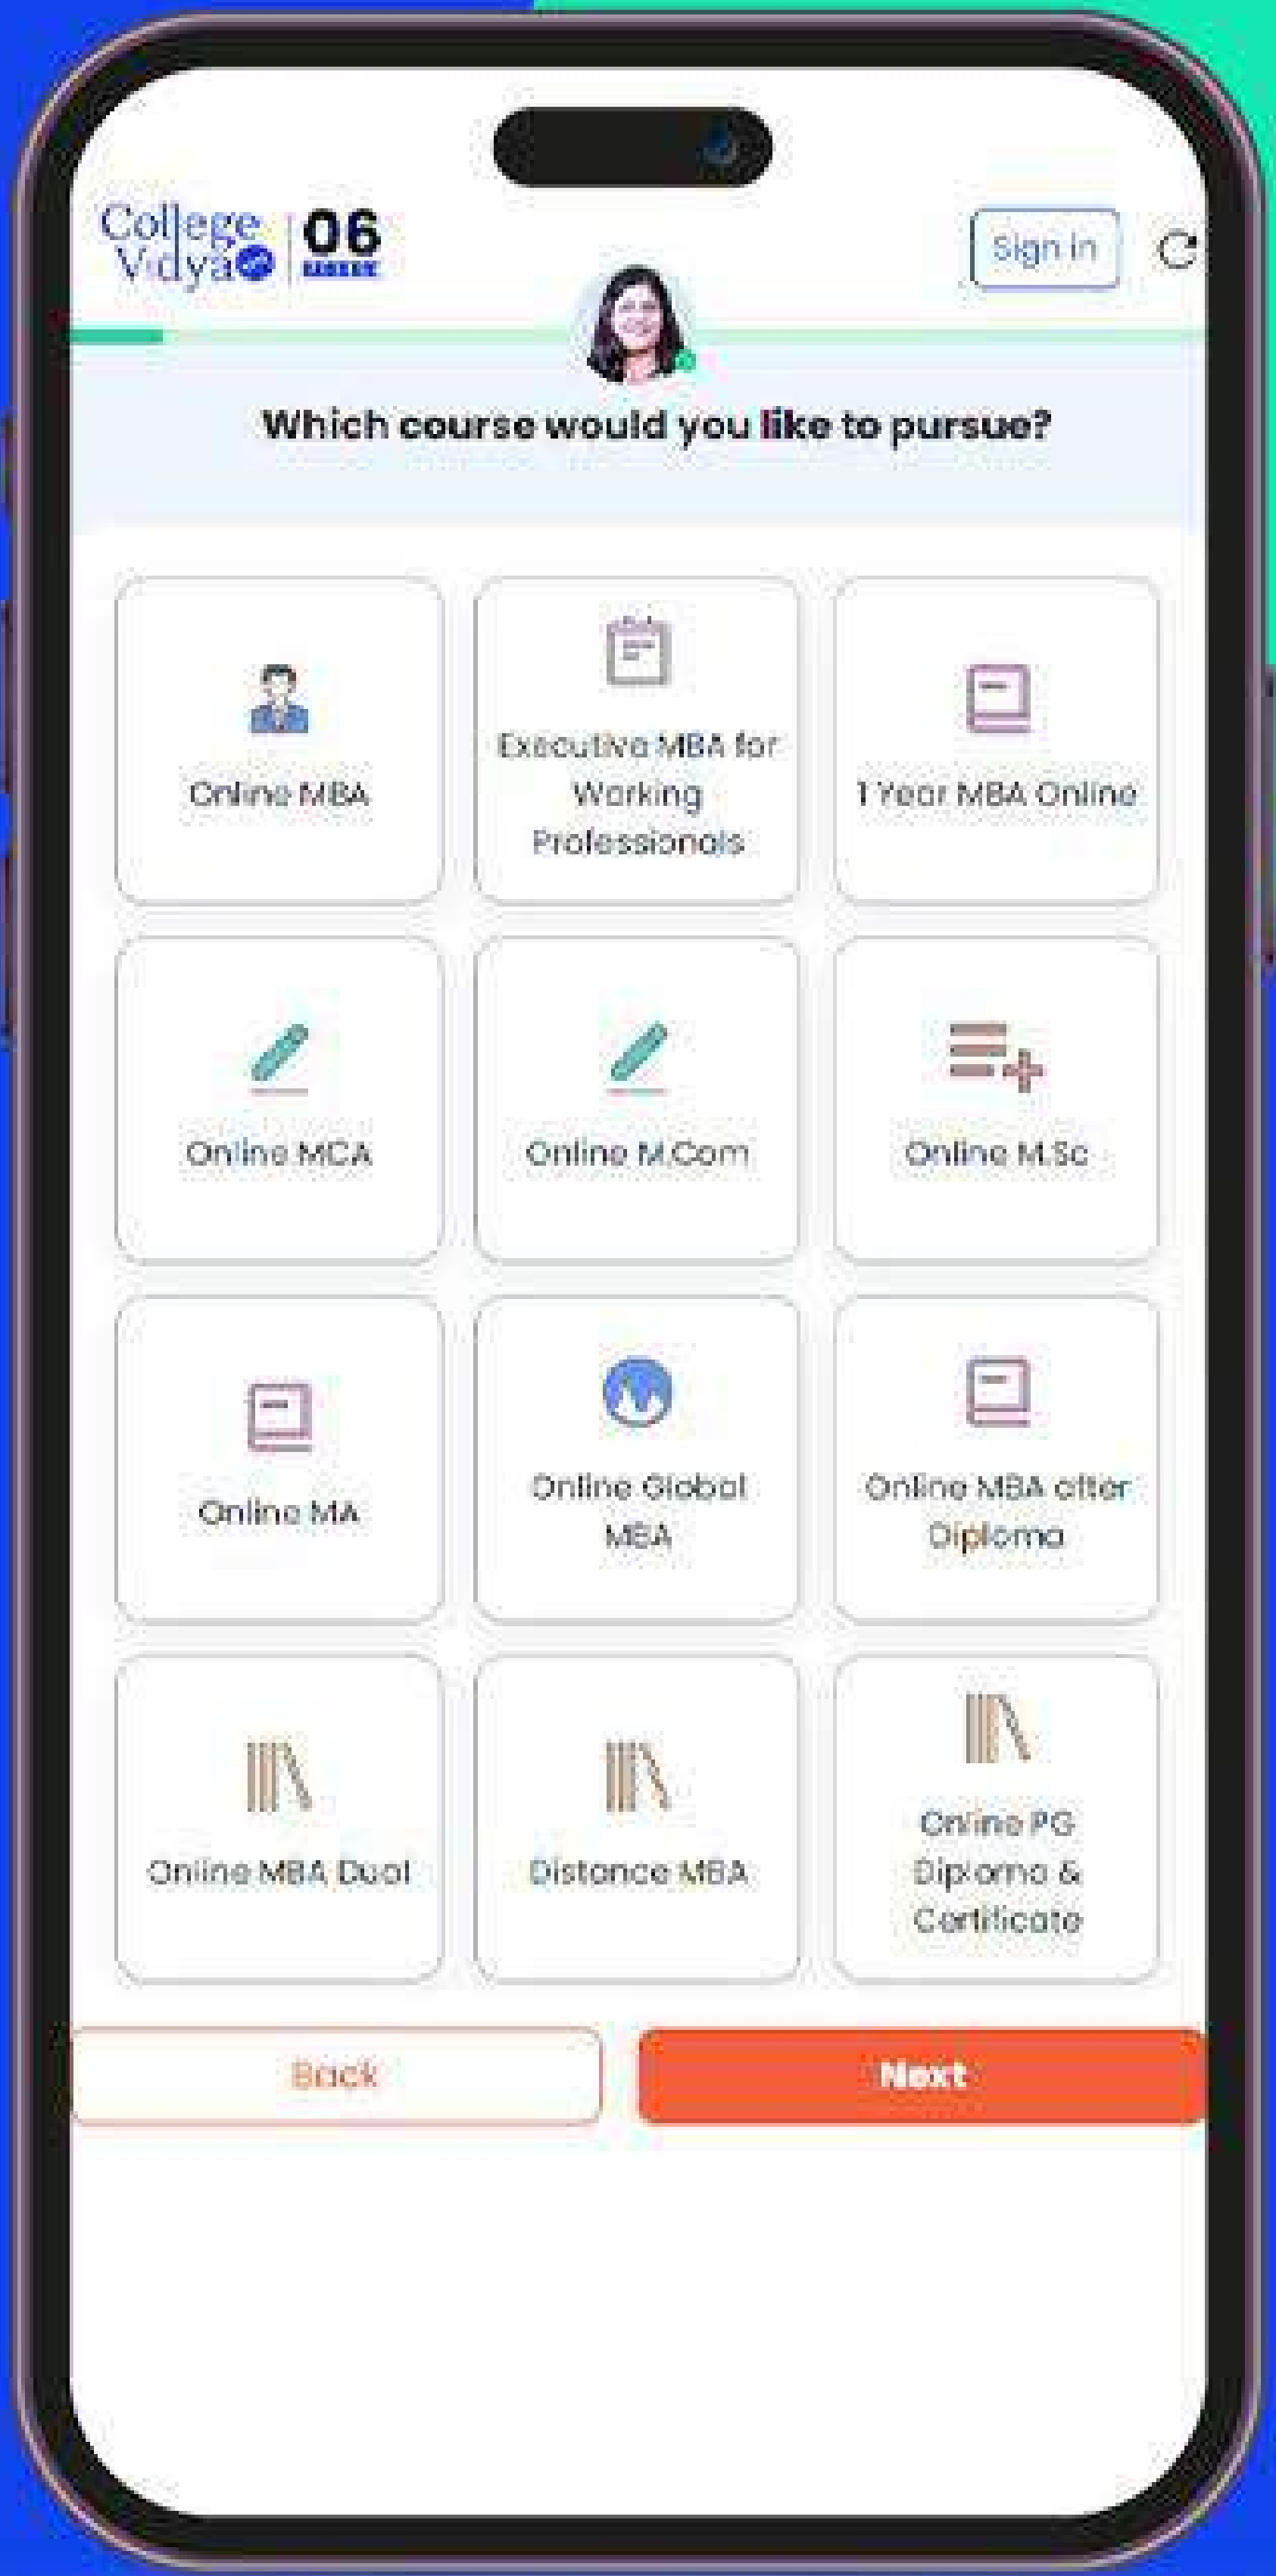 College
Vidya
06
Sign in
Which course would you like to pursue?
Online MBA
Executive MBA for
Working
Professionals
1 Year MBA Online
Online MCA
Online M.Com
Online M.Sc
Online MA
Online Global
MBA
Online MBA after
Diploma
Online MBA Dual
Distance MBA
Online PG
Diploma &
Certificate
Back
Next